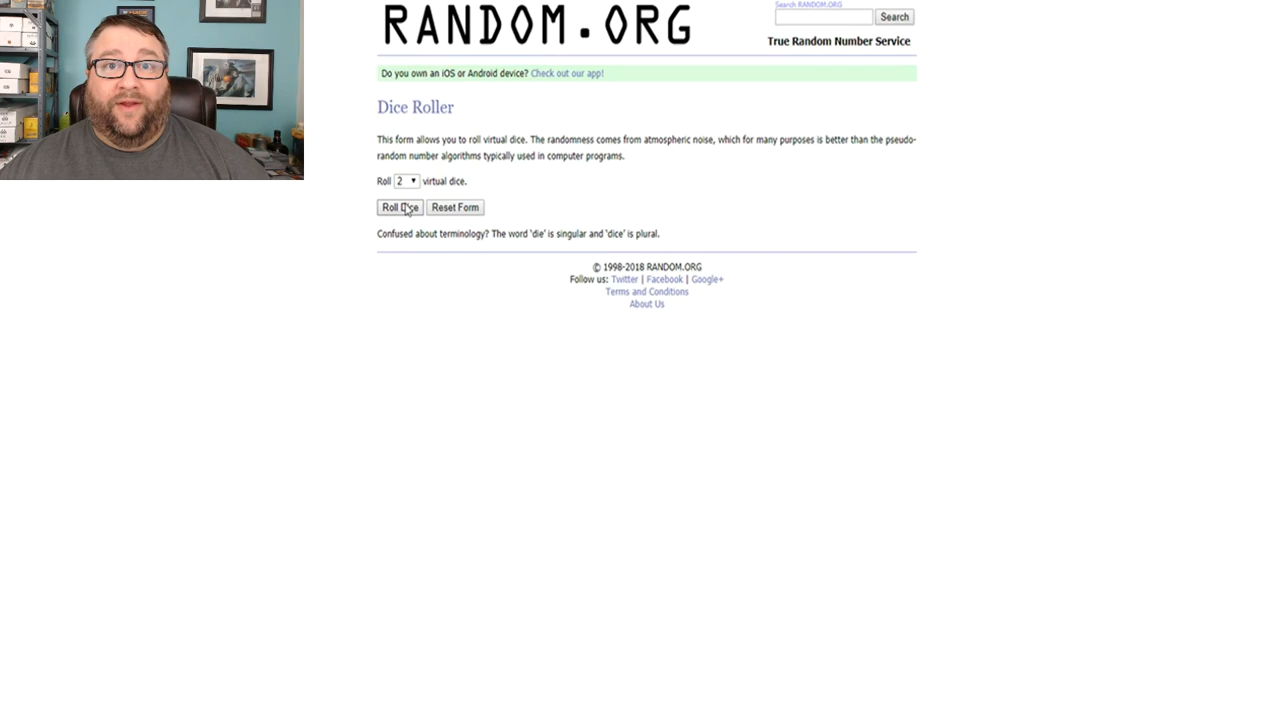 RANDOM.ORG
Search RANDOM.ORG
Search
True Random Number Service
Do you own an iOS or Android device? Check out our app!
Dice Roller
This form allows you to roll virtual dice. The randomness comes from atmospheric noise, which for many purposes is better than the pseudo-
random number algorithms typically used in computer programs.
Roll 2 virtual dice.
Roll Dice Reset Form
Confused about terminology? The word 'die' is singular and 'dice' is plural.
© 1998-2018 RANDOM.ORG
Follow us: Twitter | Facebook | Google+
Terms and Conditions
About Us